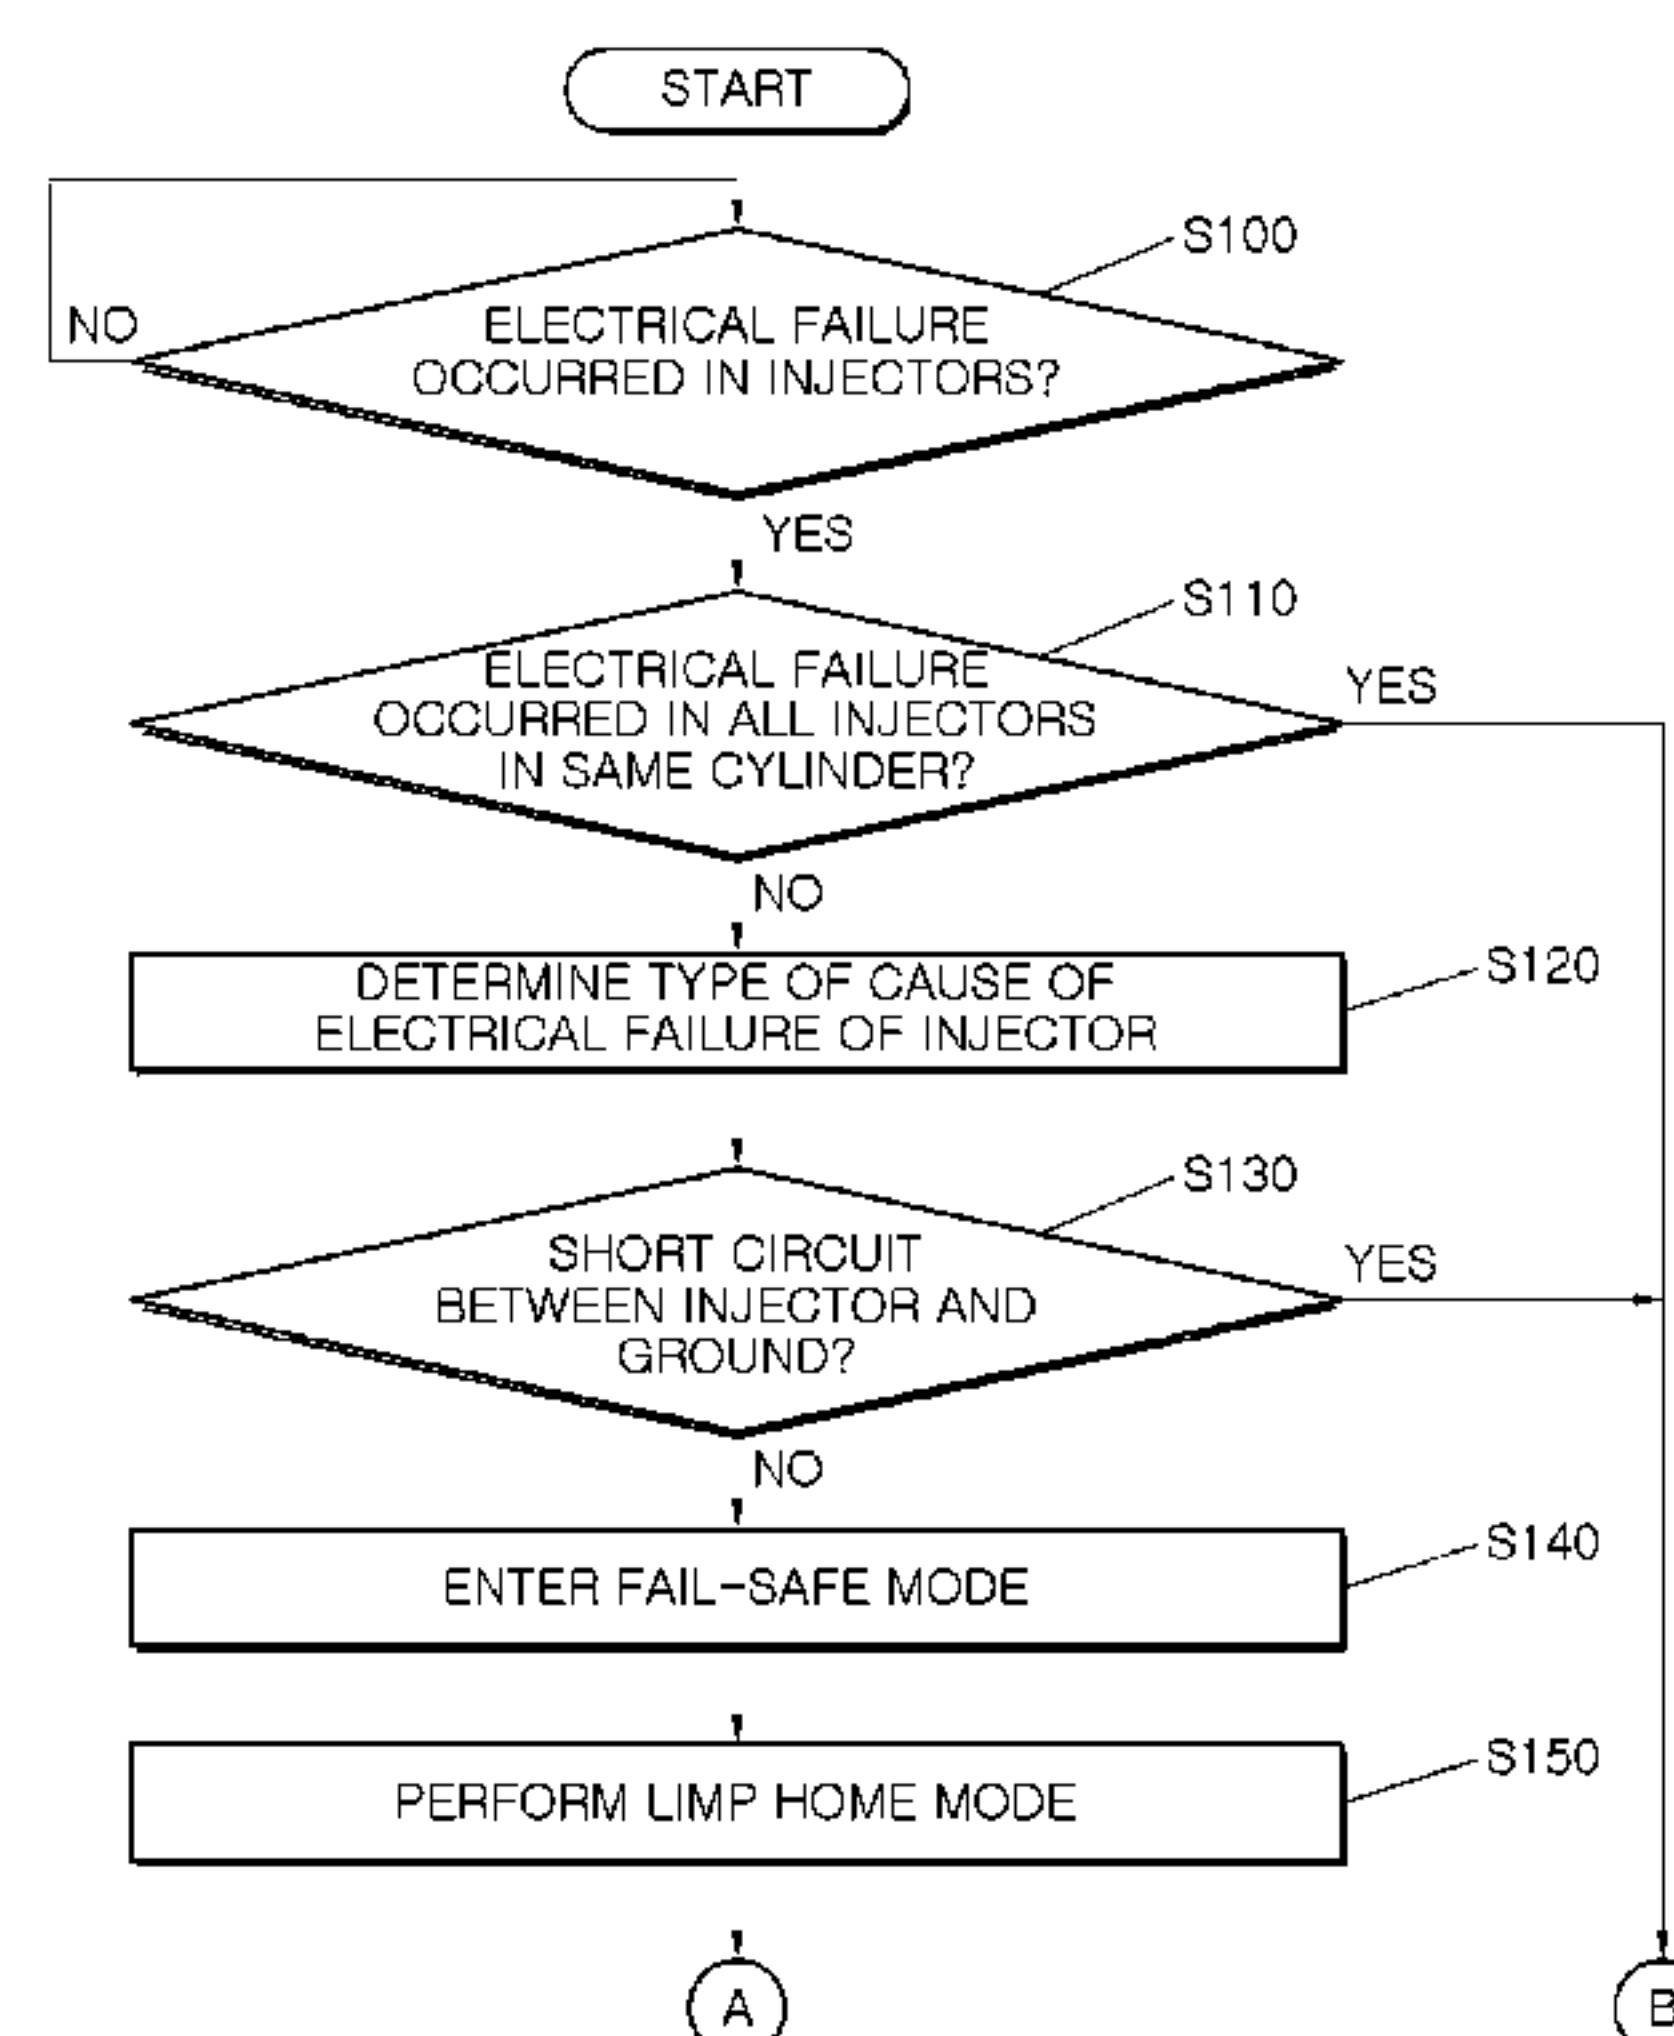 START
S100
NO
ELECTRICAL FAILURE
OCCURRED IN INJECTORS?
YES
S110
ELECTRICAL FAILURE
OCCURRED IN ALL INJECTORS
IN SAME CYLINDER?
YES
NO
DETERMINE TYPE OF CAUSE OF
ELECTRICAL FAILURE OF INJECTOR
S120
S130
SHORT CIRCUIT
BETWEEN INJECTOR AND
GROUND?
YES
NO
ENTER FAIL-SAFE MODE
S140
PERFORM LIMP HOME MODE
S150
A
B